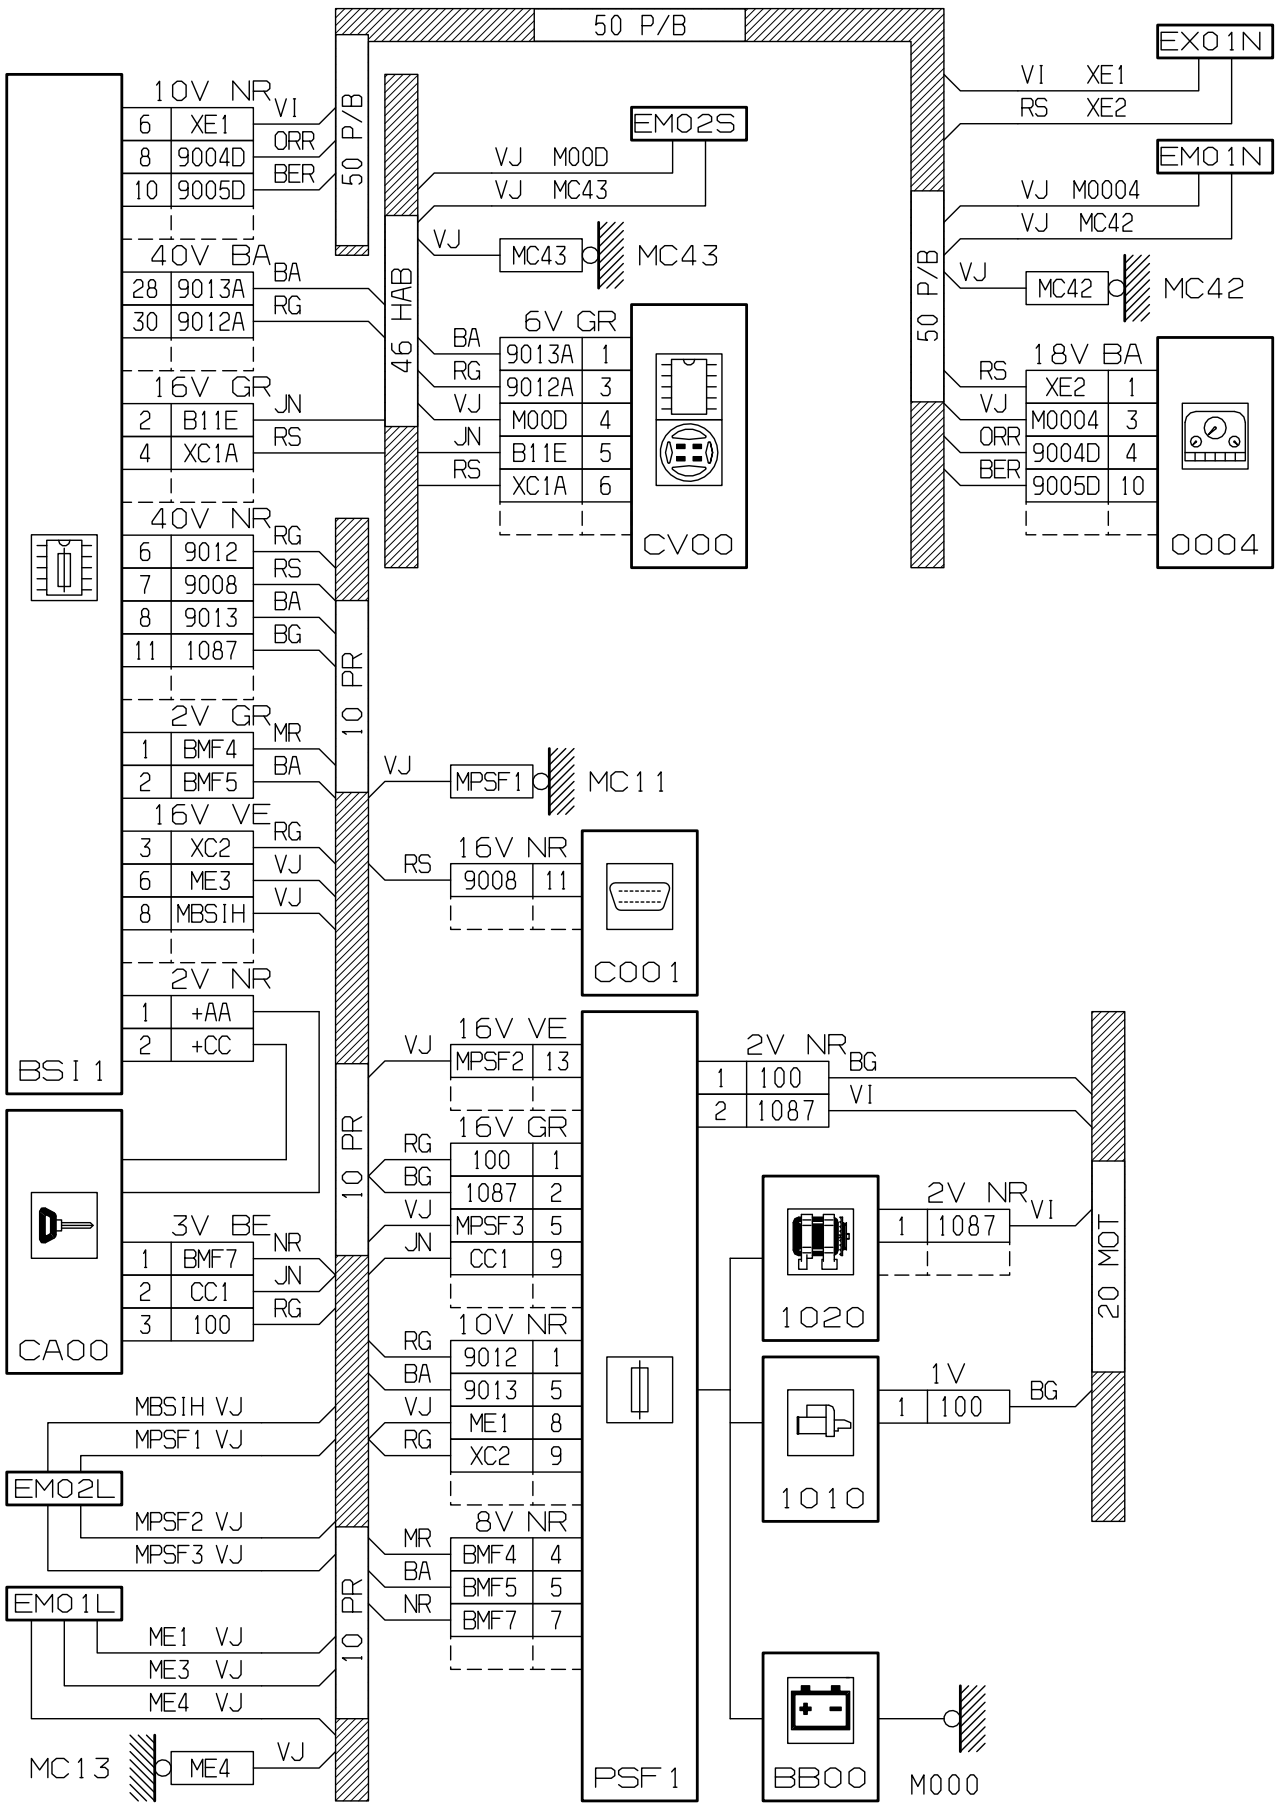 50 P/B
EX01N
VI XE1
RS XE2
10V NR
VI
6 XE1
ORR
8 9004D
BER
10 9005D
50 P/B
EM02S
VJ M00D
VJ MC43
EM01N
VJ M0004
VJ MC42
VJ
MC43
MC43
VJ
MC42
MC42
50 P/B
40V BA
BA
28 9013A
RG
30 9012A
46 HAB
16V GR
JN
2 B11E
RS
4 XC1A
6V GR
BA 9013A 1
RG 9012A 3
VJ M00D 4
JN B11E 5
RS XC1A 6
CV00
18V BA
RS XE2 1
VJ M0004 3
ORR 9004D 4
BER 9005D 10
0004
40V NR
RG
6 9012
RS
7 9008
BA
8 9013
BG
11 1087
10 PR
2V GR
MR
1 BMF4
BA
2 BMF5
VJ
MPSF1
MC11
16V VE
RG
3 XC2
VJ
6 ME3
VJ
8 MBSIH
16V NR
RS 9008 11
C001
2V NR
1 +AA
2 +CC
BSI1
16V VE
VJ MPSF2 13
16V GR
RG 100 1
BG 1087 2
VJ MPSF3 5
JN CC1 9
10 PR
2V NR
BG
1 100
VI
2 1087
3V BE
NR
1 BMF7
JN
2 CC1
RG
3 100
CA00
2V NR
VI
1 1087
1020
20 MOT
10V NR
RG 9012 1
BA 9013 5
VJ ME1 8
RG XC2 9
1V
BG
1 100
1010
MBSIH VJ
MPSF1 VJ
EM02L
MPSF2 VJ
MPSF3 VJ
8V NR
MR BMF4 4
BA BMF5 5
NR BMF7 7
10 PR
EM01L
ME1 VJ
ME3 VJ
ME4 VJ
MC13
ME4
VJ
PSF1
+ -
BB00
M000